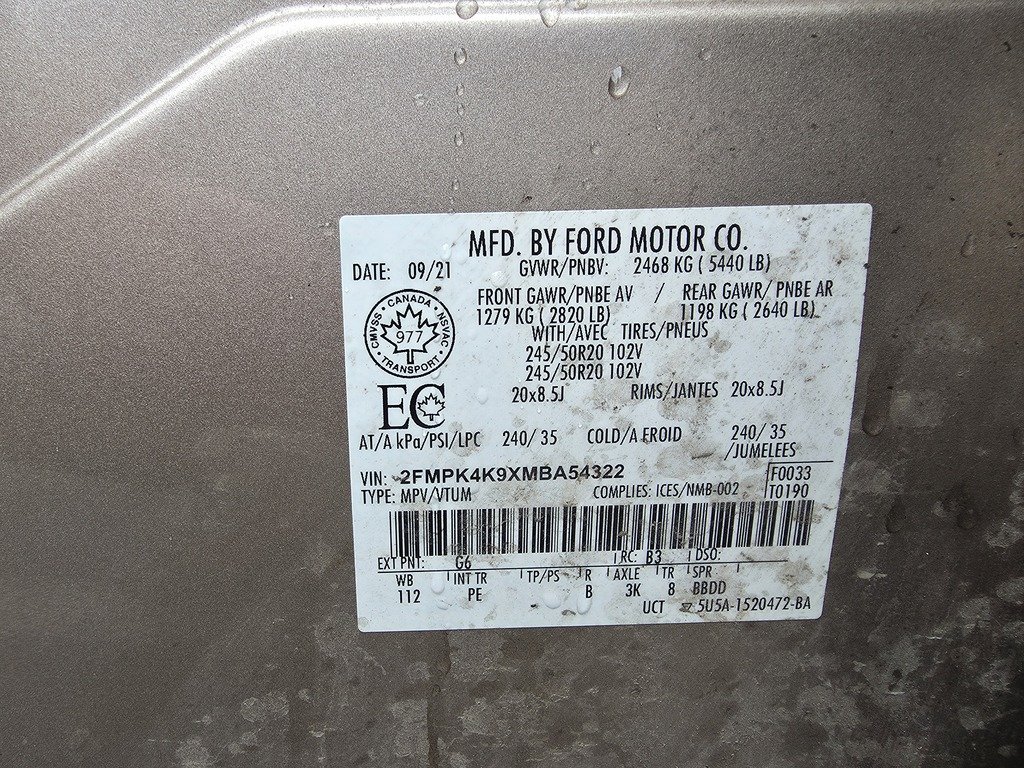 MFD. BY FORD MOTOR CO.
DATE: 09/21 GVWR/PNBV: 2468 KG ( 5440 LB)
FRONT GAWR/PNBE AV / REAR GAWR/ PNBE AR
1279 KG ( 2820 LB) 1198 KG ( 2640 LB)
WITH/AVEC TIRES/PNEUS
245/50R20 102V
245/50R20 102V
20x8.5J RIMS/JANTES 20x8.5J
CANADA
CMVSS NSVAC
977
TRANSPORT
EC
AT/A kPa/PSI/LPC 240/ 35 COLD/A FROID 240/ 35
/JUMELEES
VIN: 2FMPK4K9XMBA54322 F0033
TYPE: MPV/VTUM COMPLIES: ICES/NMB-002 T0190
EXT PNT: G6 RC: B3 DSO:
WB INT TR TP/PS R AXLE TR SPR
112 PE B 3K 8 BBDD
UCT 5U5A-1520472-BA